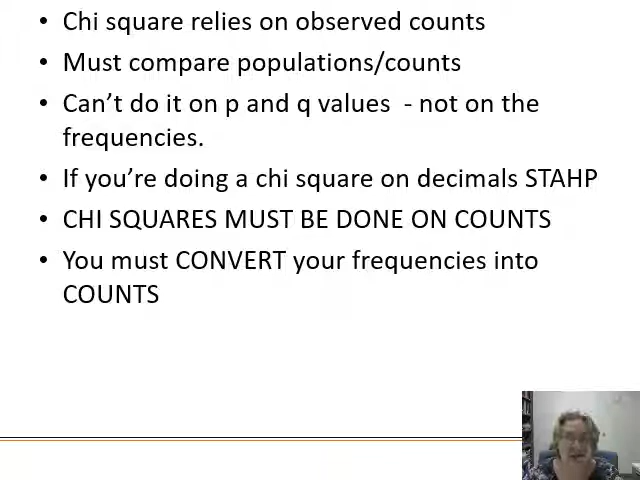 • Chi square relies on observed counts
• Must compare populations/counts
• Can't do it on p and q values  - not on the
frequencies.
• If you're doing a chi square on decimals STAHP
• CHI SQUARES MUST BE DONE ON COUNTS
• You must CONVERT your frequencies into
COUNTS